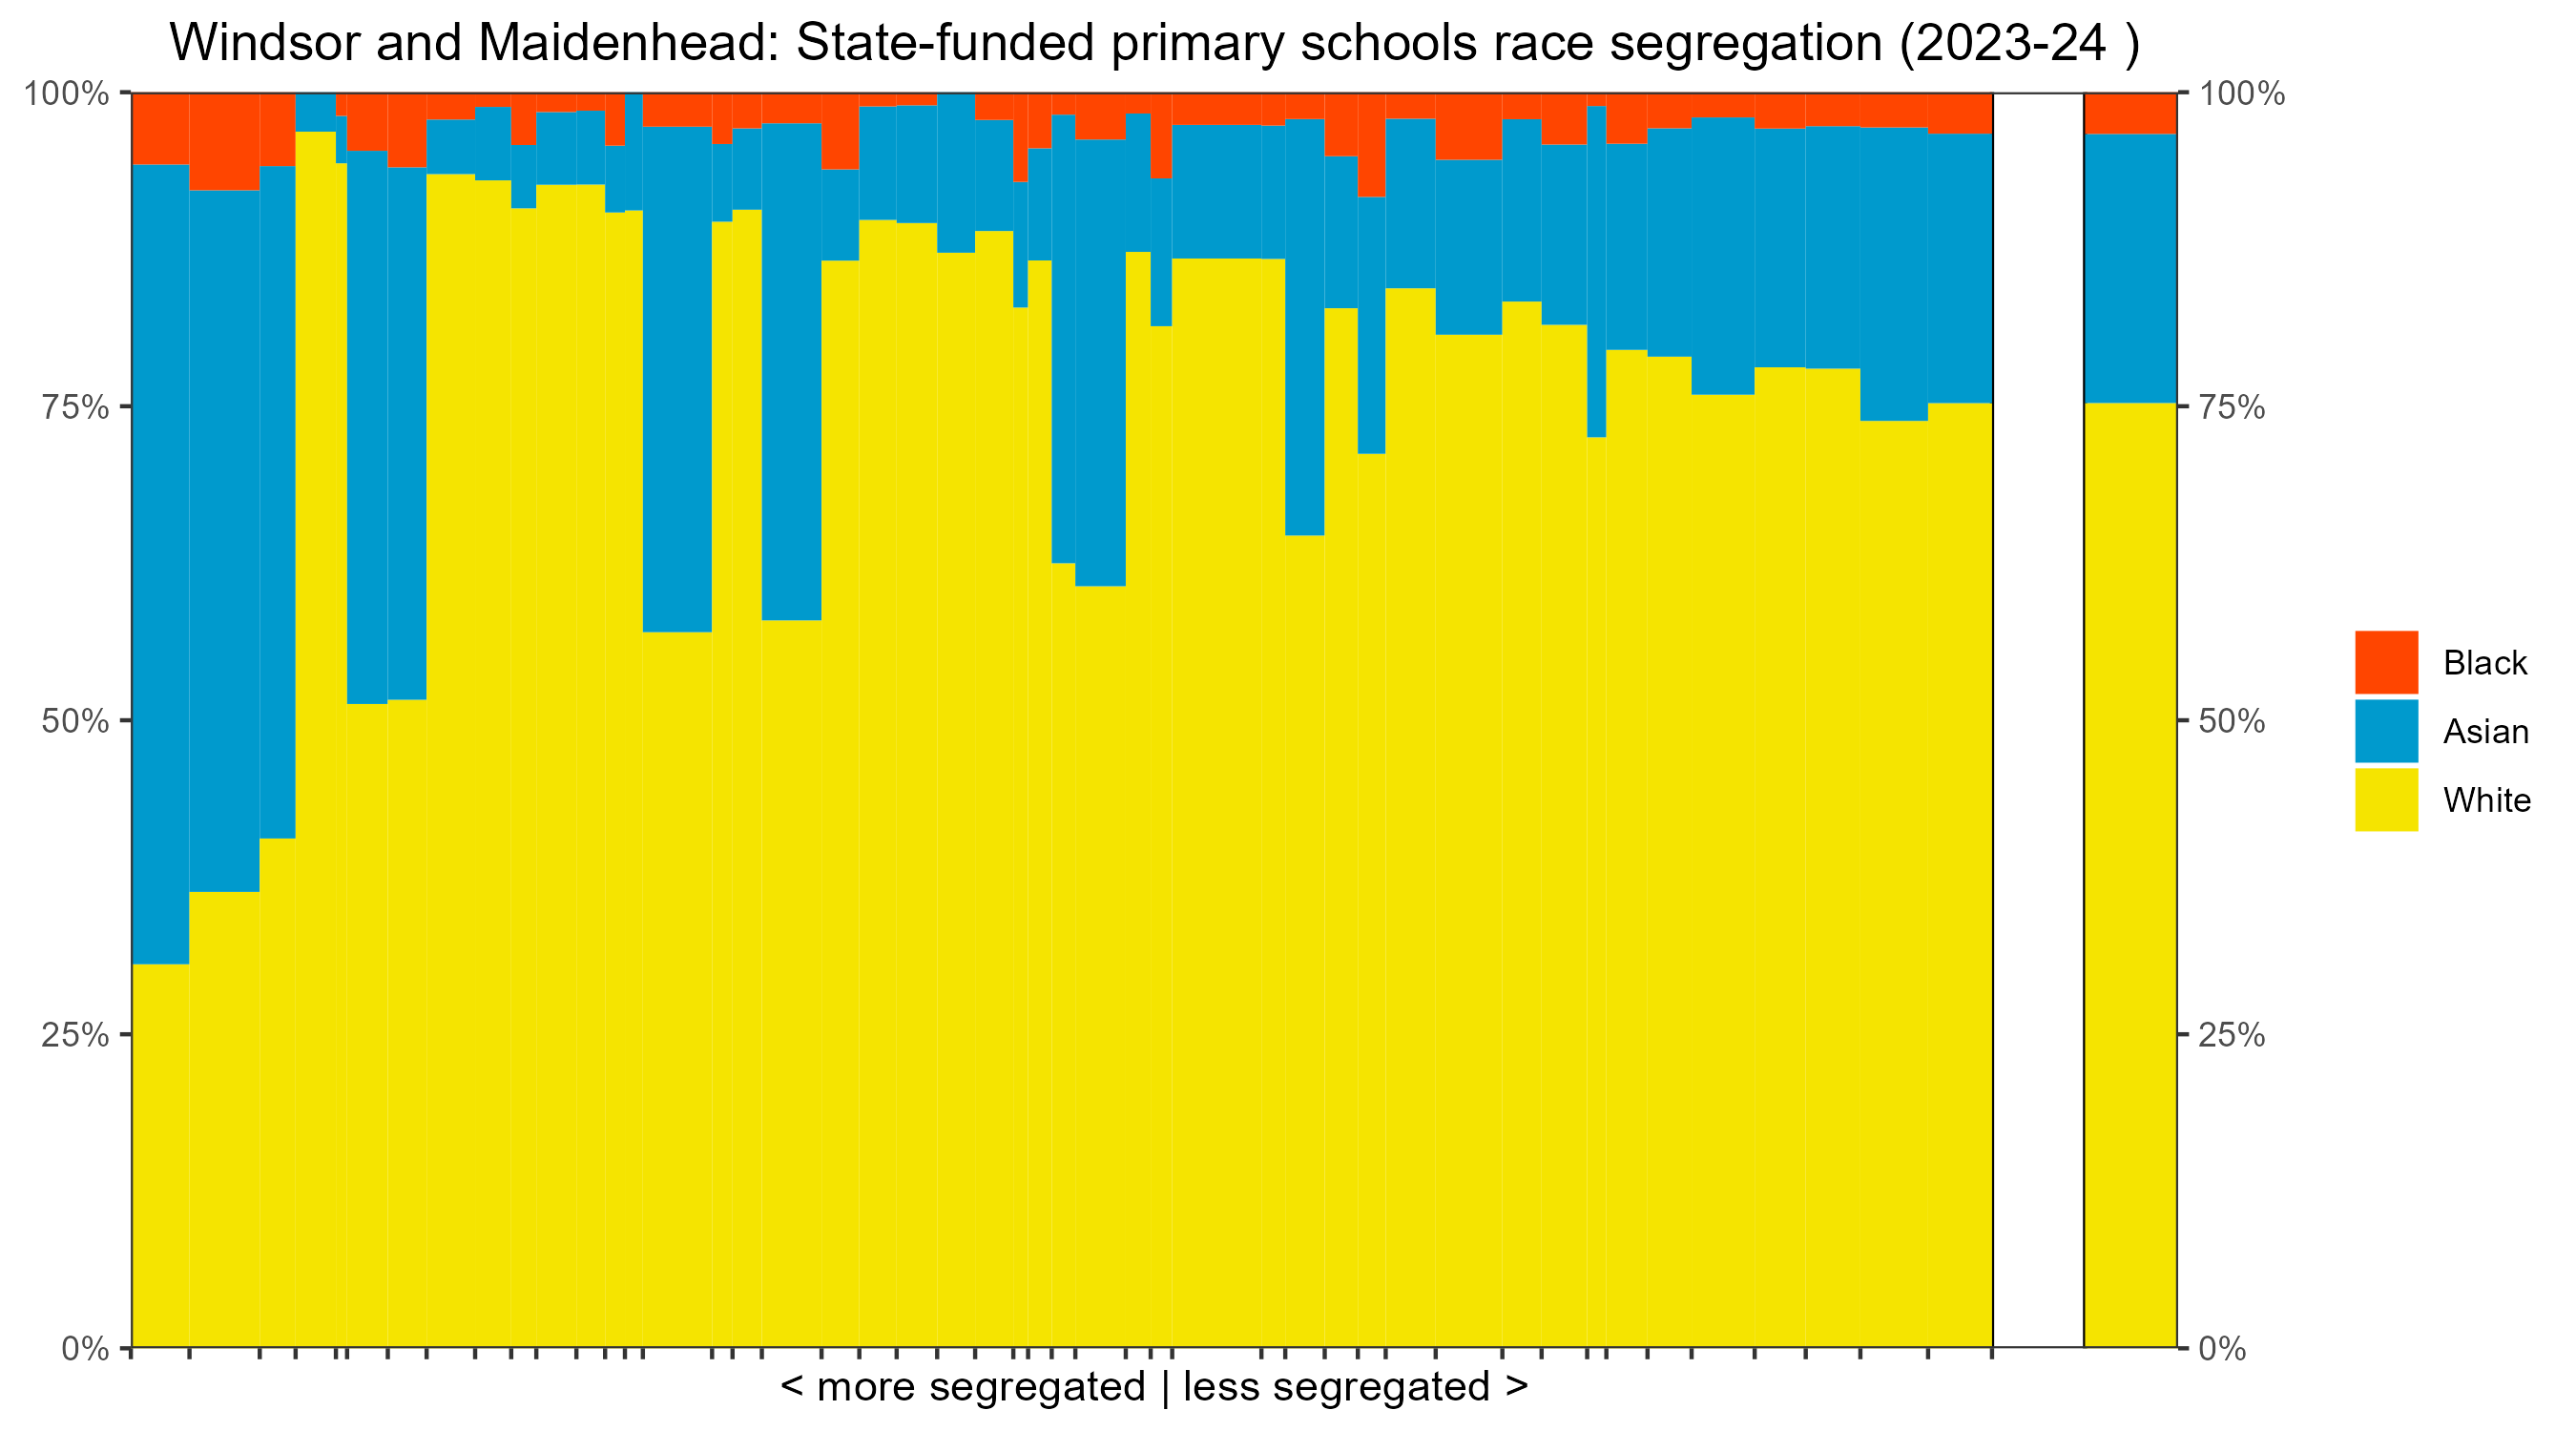 Windsor and Maidenhead: State-funded primary schools race segregation (2023-24 )
100%
75%
50%
25%
0%
100%
75%
50%
25%
0%
Black
Asian
White
< more segregated | less segregated >